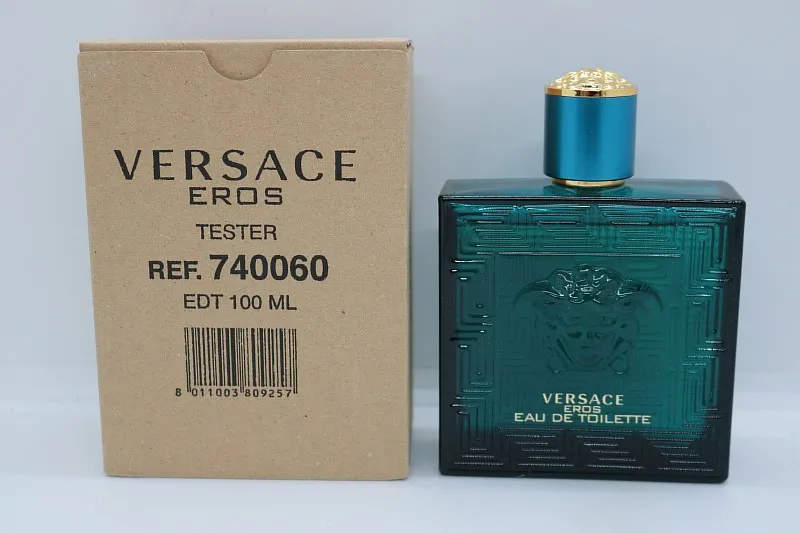 VERSACE
EROS
TESTER
REF. 740060
EDT 100 ML
8 011003 809257
VERSACE
EROS
EAU DE TOILETTE